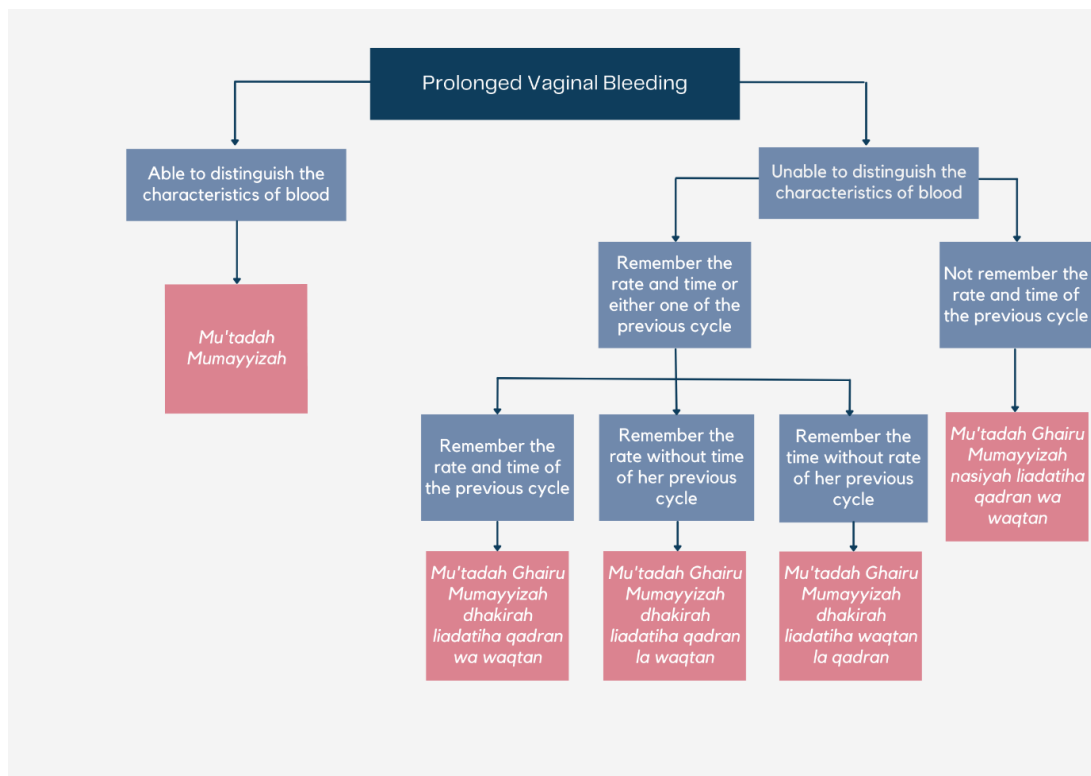 Prolonged Vaginal Bleeding
Able to distinguish the
characteristics of blood
Mu'tadah
Mumayyizah
Unable to distinguish the
characteristics of blood
Remember the
rate and time or
either one of the
previous cycle
Not remember the
rate and time of
the previous cycle
Remember the
rate and time of
the previous cycle
Remember the
rate without time
of her previous
cycle
Remember the
time without rate
of her previous
cycle
Mu'tadah Ghairu
Mumayyizah
nasiyah liadatiha
qadran wa
waqtan
Mu'tadah Ghairu
Mumayyizah
dhakirah
liadatiha qadran
wa waqtan
Mu'tadah Ghairu
Mumayyizah
dhakirah
liadatiha qadran
la waqtan
Mu'tadah Ghairu
Mumayyizah
dhakirah
liadatiha waqtan
la qadran